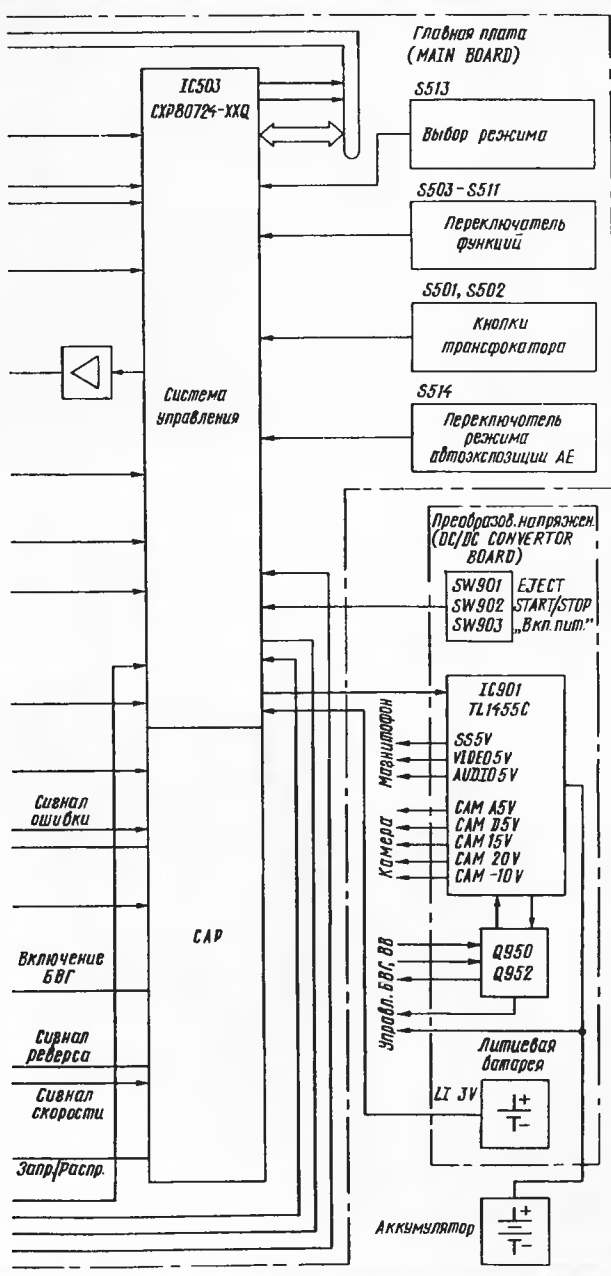 Главная плата
(MAIN BOARD)
IC503
CXP80724-XXQ
S513
Выбор режима
S503-S511
Переключатель
функций
S501, S502
Кнопки
трансфокатора
Система
управления
S514
Переключотель
режима
автоэкспозиции AE
Преобразов. напряжен.
(DC/DC CONVERTOR
BOARD)
SW901 EJECT
SW902 START/STOP
SW903 „Вкл. пит."
IC901
TL1455C
Магнитофон
SS5V
VIDEO5V
AUDIO5V
Камера
CAM A5V
CAM D5V
CAM 15V
CAM 20V
CAM -10V
Сигнал
ошибки
САР
Q950
Q952
Управл. БВГ, ВВ
Включение
БВГ
Сигнал
реверса
Сигнал
скорости
Запр./Распр.
Литиевая
батарея
LI 3V
Аккумулятор